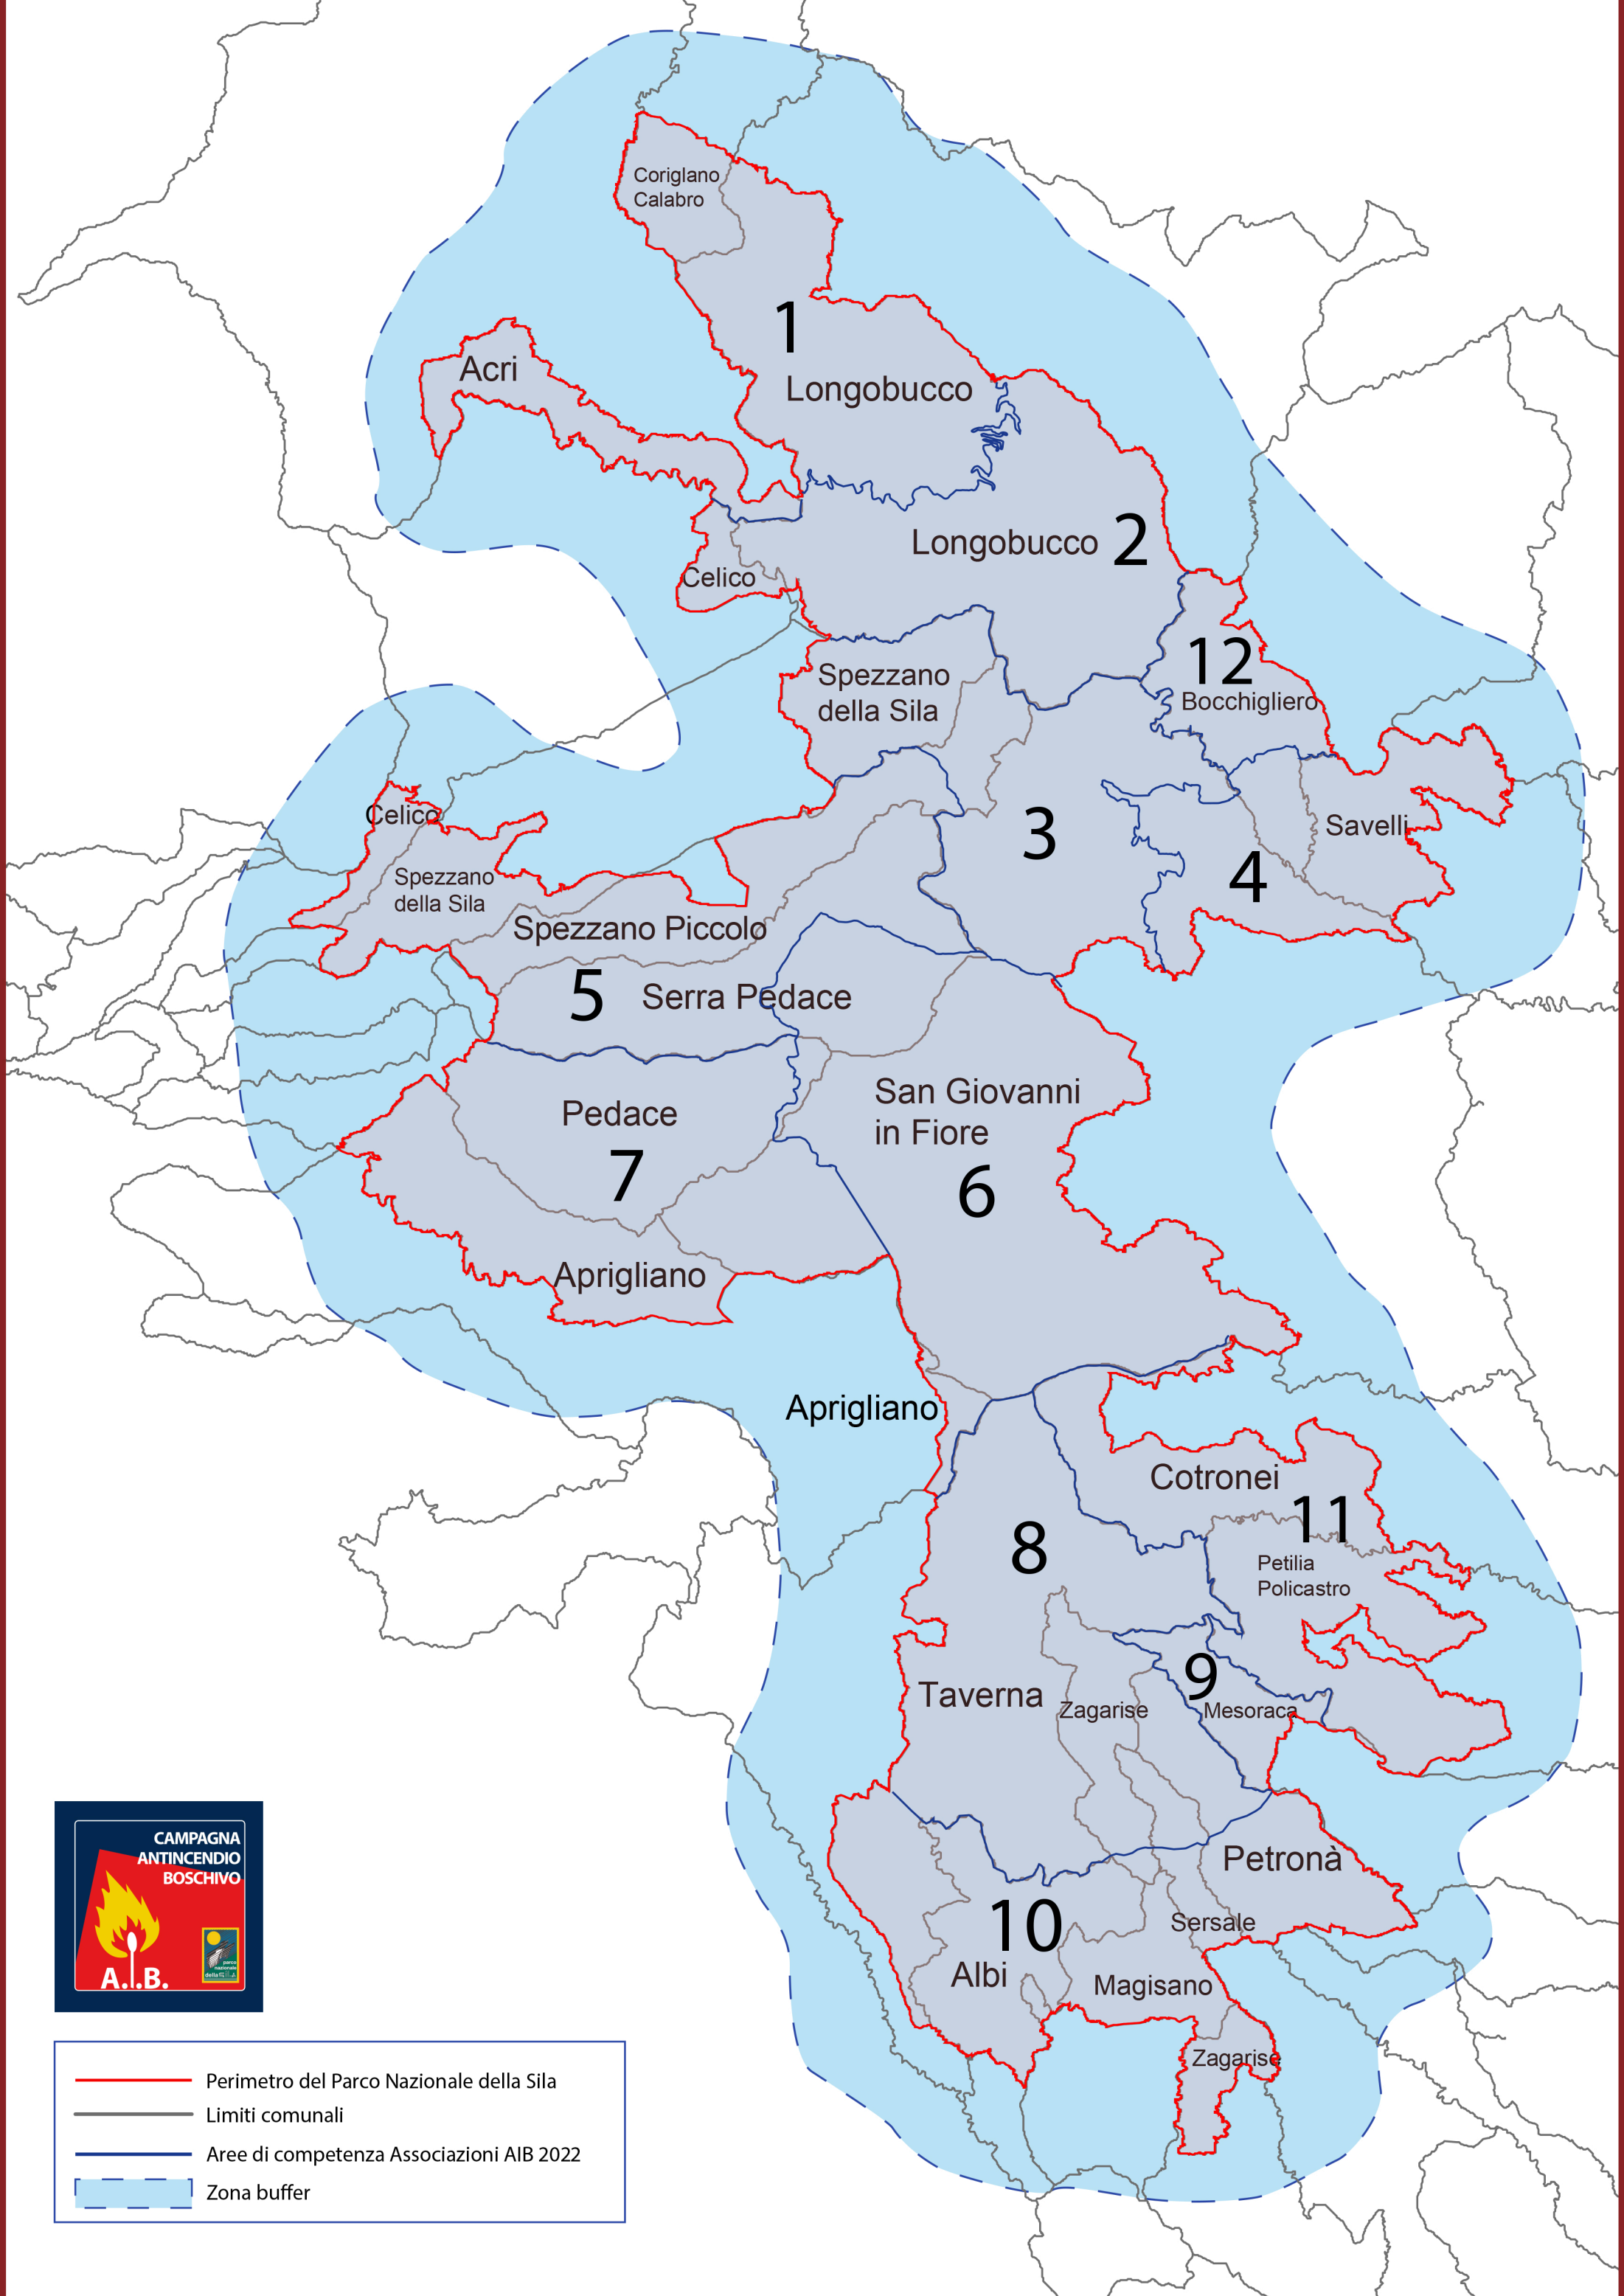 Coriglano
Calabro
1
Acri
Longobucco
Longobucco
2
Celico
12
Spezzano
della Sila
Bocchigliero
Celico
3
Savelli
4
Spezzano
della Sila
Spezzano Piccolo
5
Serra Pedace
San Giovanni
in Fiore
Pedace
7
6
Aprigliano
Aprigliano
Cotronei
11
8
Petilia
Policastro
9
Taverna
Zagarise
Mesoraca
Petronà
10
Sersale
Albi
Magisano
Zagarise
CAMPAGNA
ANTINCENDIO
BOSCHIVO
parco
nazionale
A.I.B.
Perimetro del Parco Nazionale della Sila
Limiti comunali
Aree di competenza Associazioni AIB 2022
Zona buffer